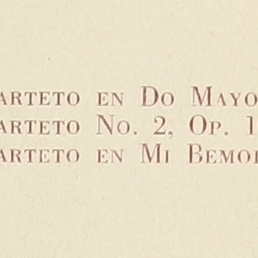 ARTETO EN DO MAYO
ARTETO NO. 2, OP. 1
ARTETO EN MI BEMO